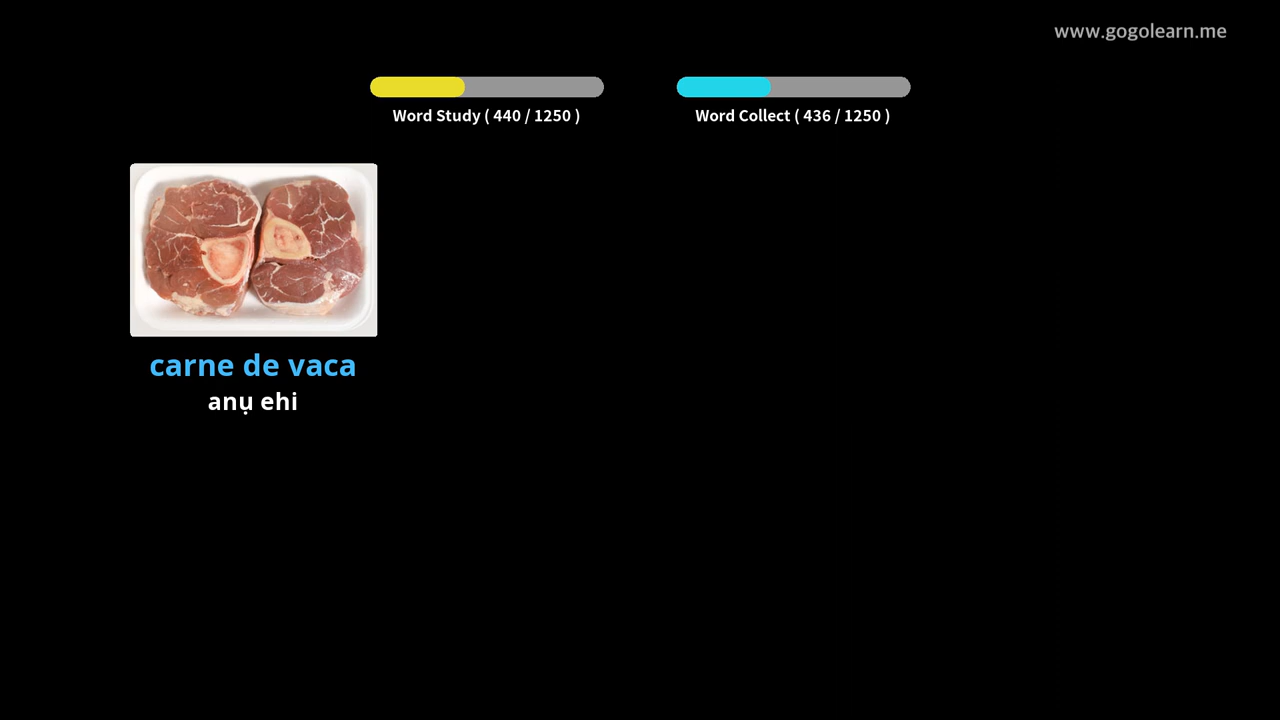 www.gogolearn.me
Word Study ( 440 / 1250 )
Word Collect ( 436 / 1250 )
carne de vaca
anụ ehi